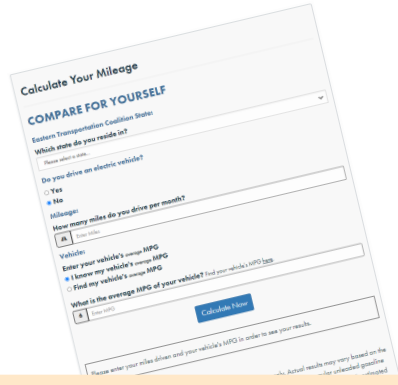 Calculate Your Mileage
COMPARE FOR YOURSELF
Eastern Transportation Coalition State:
Which state do you reside in?
Please select a state...
Do you drive an electric vehicle?
Yes
No
Mileage:
How many miles do you drive per month?
Enter Miles
Vehicle:
Enter your vehicle's average MPG
I know my vehicle's average MPG
Find my vehicle's average MPG
What is the average MPG of your vehicle? Find your vehicle's MPG here
Enter MPG
Calculate Now
Please enter your miles driven and your vehicle's MPG in order to see your results.
Actual results may vary based on the
unleaded gasoline